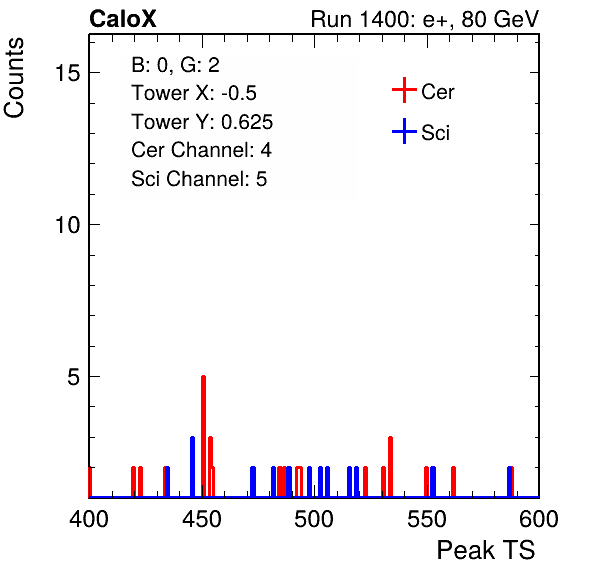 CaloX Run 1400: e+, 80 GeV
Counts
B: 0, G: 2
Tower X: -0.5
Tower Y: 0.625
Cer Channel: 4
Sci Channel: 5
Cer
Sci
15
10
5
400 450 500 550 600
Peak TS